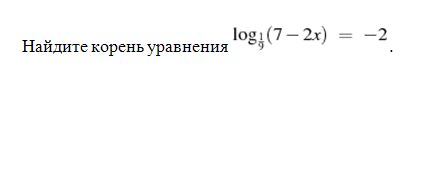 Найдите корень уравнения log_{1/9}(7 − 2x) = −2.